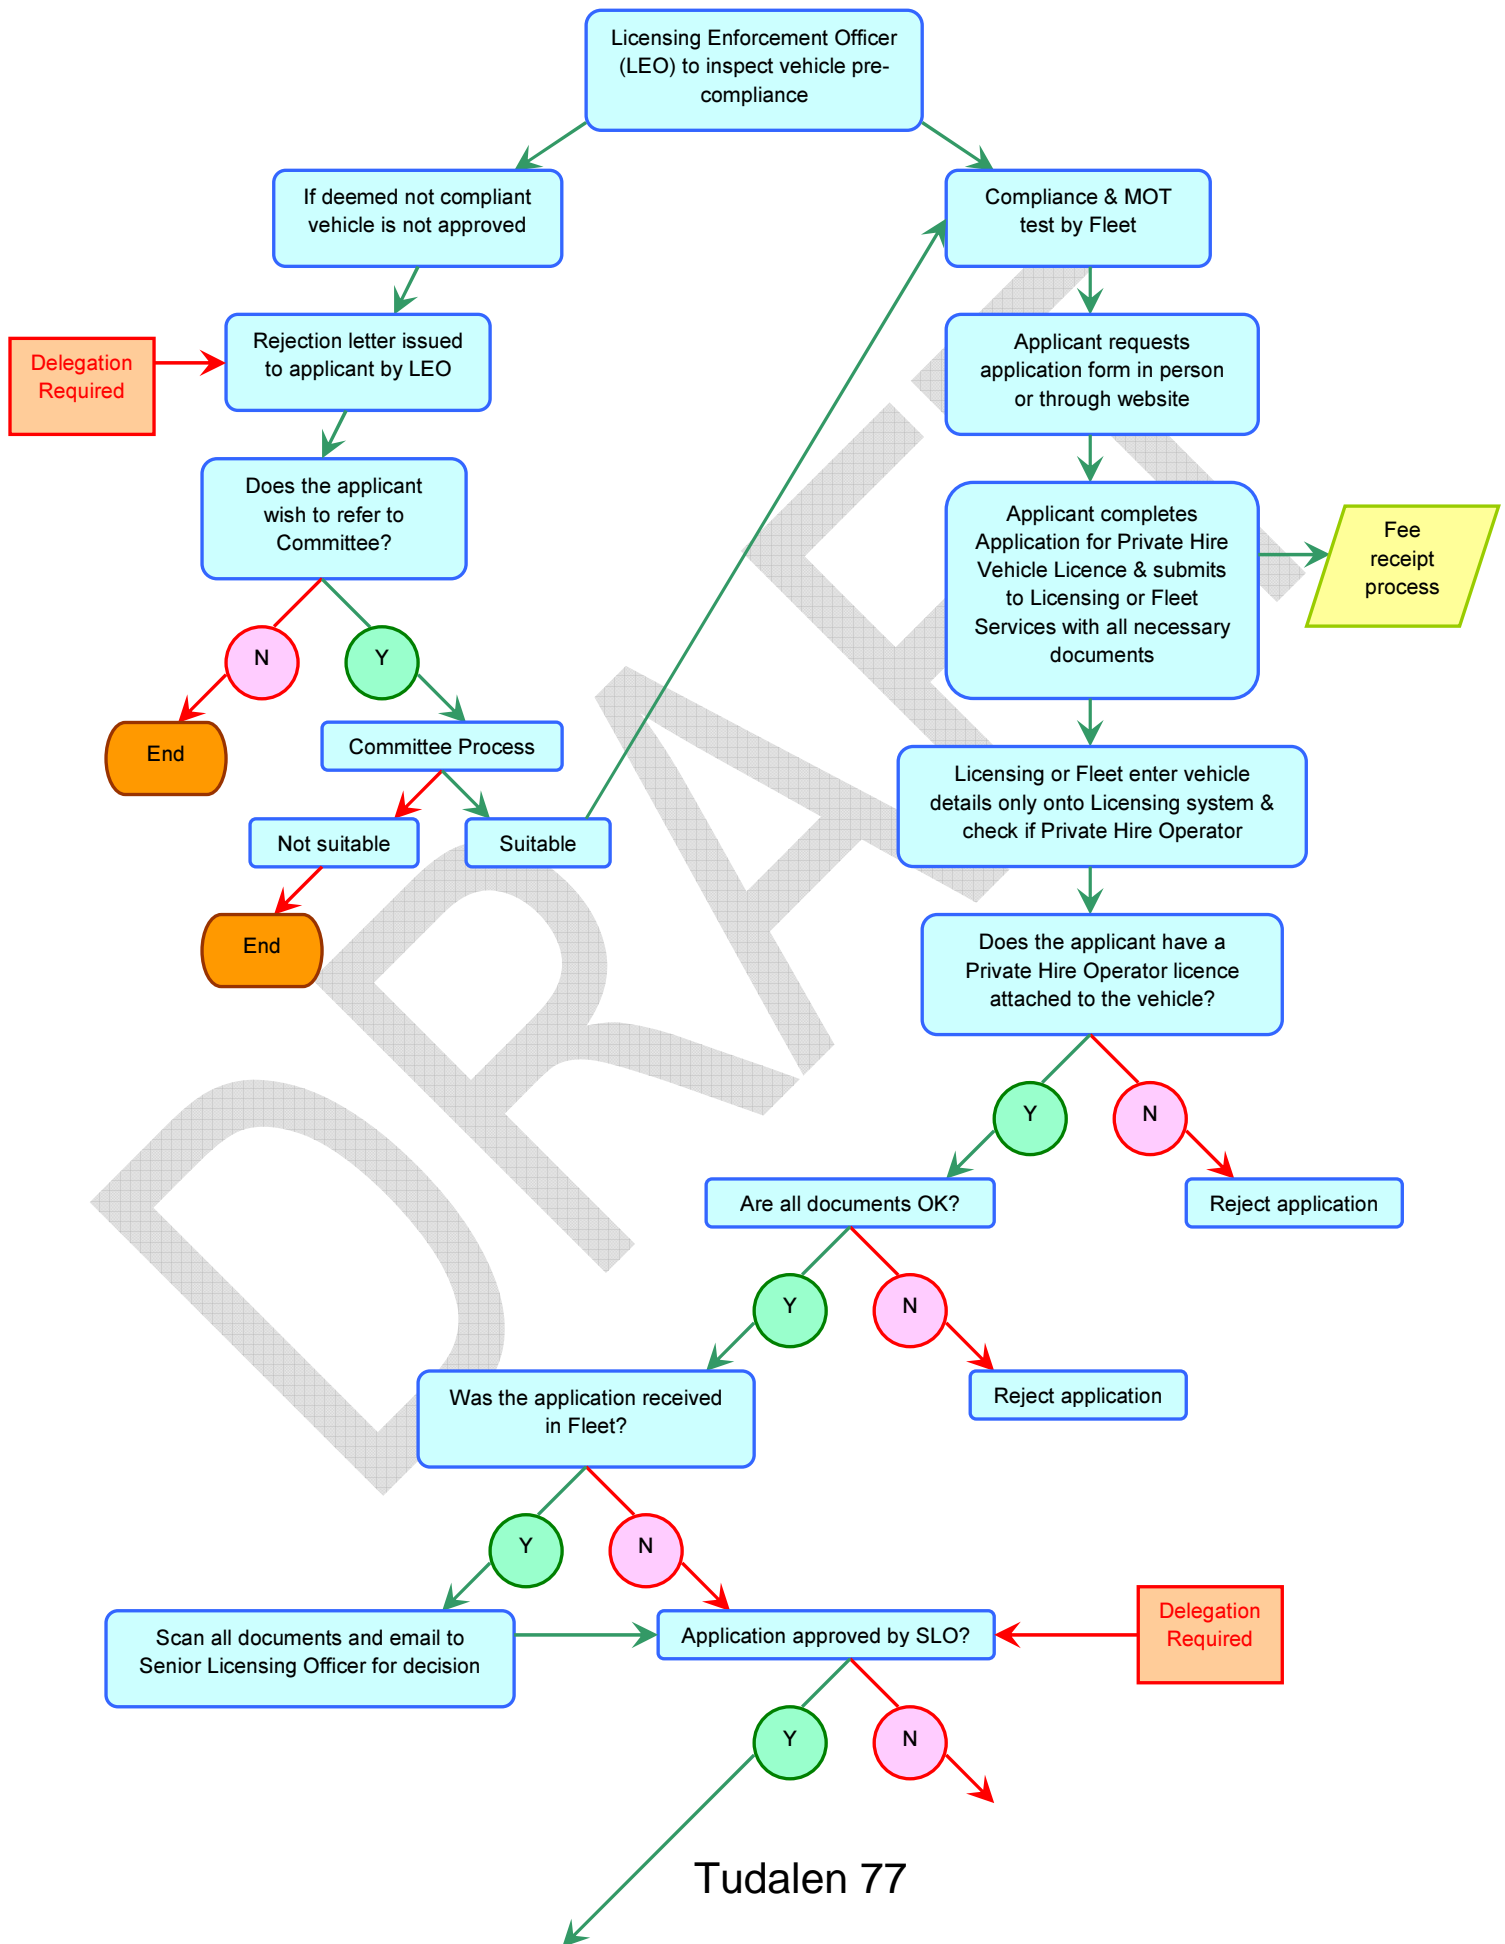 Licensing Enforcement Officer
(LEO) to inspect vehicle pre-
compliance
If deemed not compliant
vehicle is not approved
Compliance & MOT
test by Fleet
Delegation
Required
Rejection letter issued
to applicant by LEO
Applicant requests
application form in person
or through website
Does the applicant
wish to refer to
Committee?
Applicant completes
Application for Private Hire
Vehicle Licence & submits
to Licensing or Fleet
Services with all necessary
documents
Fee
receipt
process
N
Y
End
Committee Process
Not suitable
Suitable
End
Licensing or Fleet enter vehicle
details only onto Licensing system &
check if Private Hire Operator
Does the applicant have a
Private Hire Operator licence
attached to the vehicle?
Y
N
Are all documents OK?
Reject application
Y
N
Was the application received
in Fleet?
Reject application
Y
N
Scan all documents and email to
Senior Licensing Officer for decision
Application approved by SLO?
Delegation
Required
Y
N
DRAFT
Tudalen 77